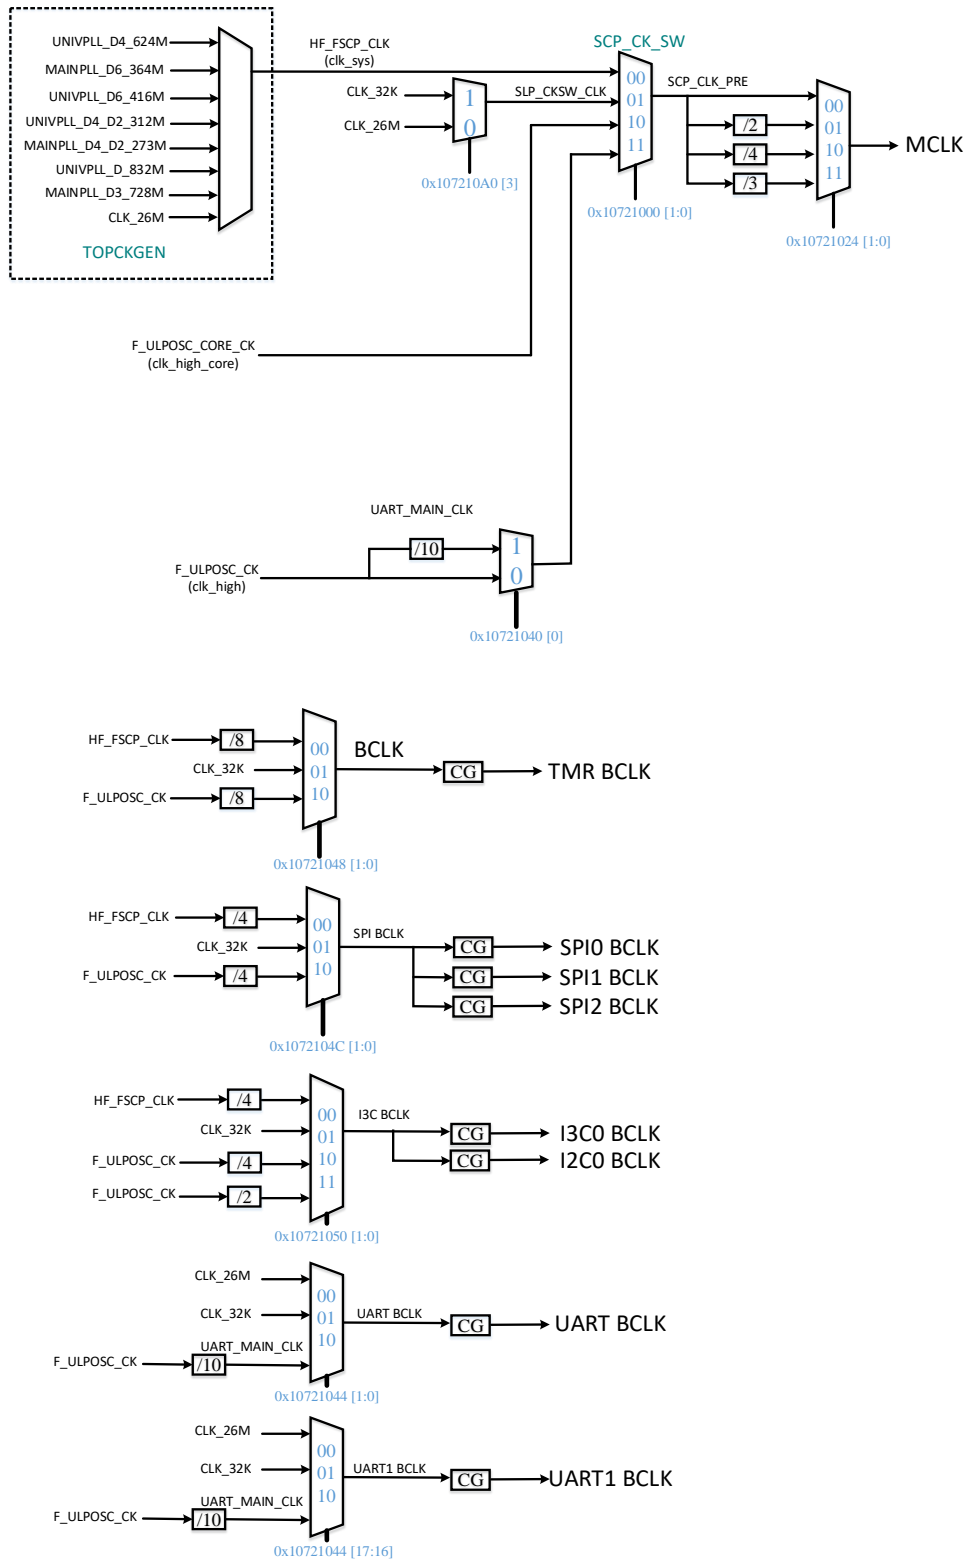 UNIVPLL_D4_624M
MAINPLL_D6_364M
UNIVPLL_D6_416M
UNIVPLL_D4_D2_312M
MAINPLL_D4_D2_273M
UNIVPLL_D_832M
MAINPLL_D3_728M
CLK_26M
TOPCKGEN
HF_FSCP_CLK
(clk_sys)
CLK_32K
CLK_26M
1
0
0x107210A0 [3]
SLP_CKSW_CLK
SCP_CK_SW
00
01
10
11
0x10721000 [1:0]
SCP_CLK_PRE
/2
/4
/3
00
01
10
11
0x10721024 [1:0]
MCLK
F_ULPOSC_CORE_CK
(clk_high_core)
UART_MAIN_CLK
F_ULPOSC_CK
(clk_high)
/10
1
0
0x10721040 [0]
HF_FSCP_CLK
/8
CLK_32K
F_ULPOSC_CK
/8
00
01
10
0x10721048 [1:0]
BCLK
CG
TMR BCLK
HF_FSCP_CLK
/4
CLK_32K
F_ULPOSC_CK
/4
00
01
10
0x1072104C [1:0]
SPI BCLK
CG
SPI0 BCLK
CG
SPI1 BCLK
CG
SPI2 BCLK
HF_FSCP_CLK
/4
CLK_32K
F_ULPOSC_CK
/4
F_ULPOSC_CK
/2
00
01
10
11
0x10721050 [1:0]
I3C BCLK
CG
I3C0 BCLK
CG
I2C0 BCLK
CLK_26M
CLK_32K
UART_MAIN_CLK
F_ULPOSC_CK
/10
00
01
10
0x10721044 [1:0]
UART BCLK
CG
UART BCLK
CLK_26M
CLK_32K
UART_MAIN_CLK
F_ULPOSC_CK
/10
00
01
10
0x10721044 [17:16]
UART1 BCLK
CG
UART1 BCLK